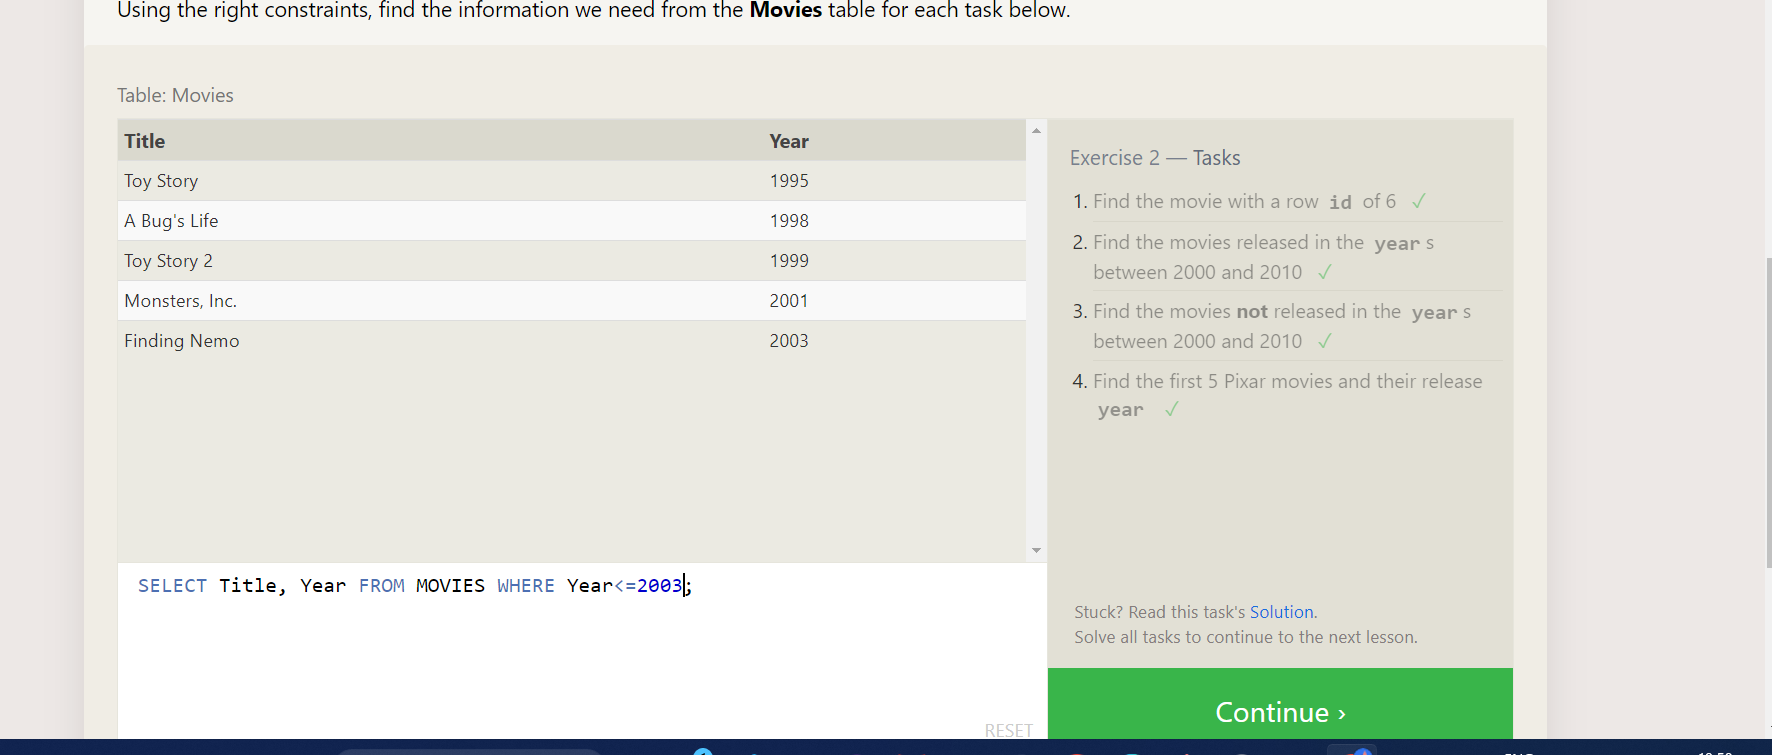 Using the right constraints, find the information we need from the Movies table for each task below.
Table: Movies
Title Year
Toy Story 1995
A Bug's Life 1998
Toy Story 2 1999
Monsters, Inc. 2001
Finding Nemo 2003
SELECT Title, Year FROM MOVIES WHERE Year<=2003;
RESET
Exercise 2 — Tasks
1. Find the movie with a row id of 6 ✓
2. Find the movies released in the year s
between 2000 and 2010 ✓
3. Find the movies not released in the year s
between 2000 and 2010 ✓
4. Find the first 5 Pixar movies and their release
year ✓
Stuck? Read this task's Solution.
Solve all tasks to continue to the next lesson.
Continue ›